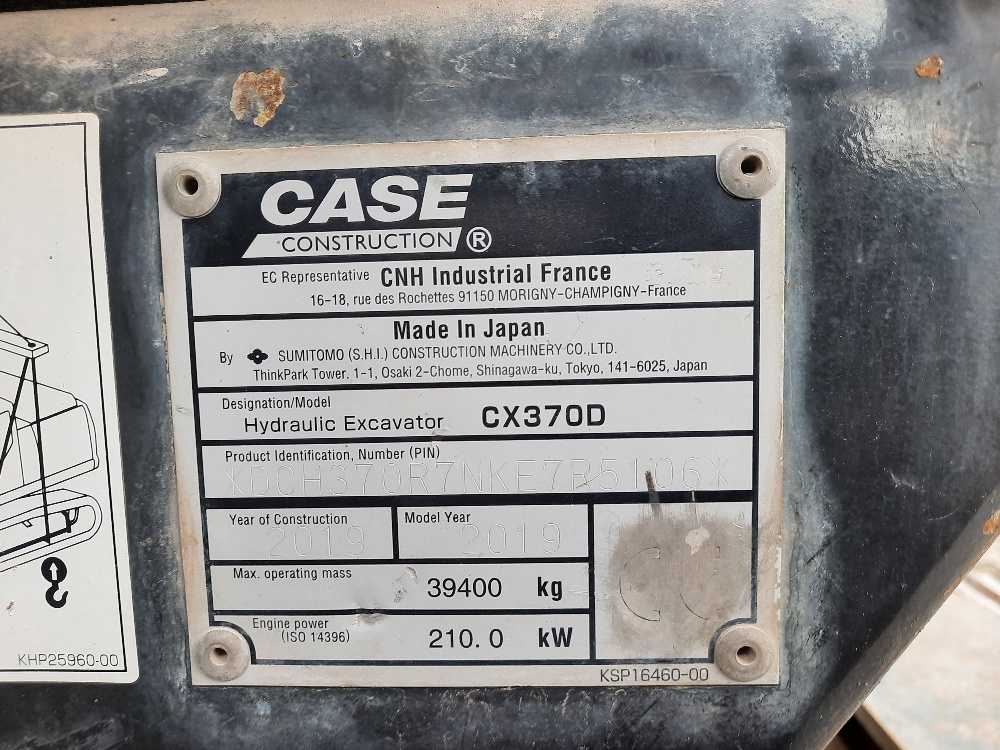 CASE
CONSTRUCTION ®
EC Representative CNH Industrial France
16-18, rue des Rochettes 91150 MORIGNY-CHAMPIGNY-France
Made In Japan
By SUMITOMO (S.H.I.) CONSTRUCTION MACHINERY CO.,LTD.
ThinkPark Tower. 1-1, Osaki 2-Chome, Shinagawa-ku, Tokyo, 141-6025, Japan
Designation/Model
Hydraulic Excavator CX370D
Product Identification, Number (PIN)
Year of Construction 2019
Model Year 2019
Max. operating mass 39400 kg
Engine power
(ISO 14396) 210.0 kW
KSP16460-00
KHP25960-00